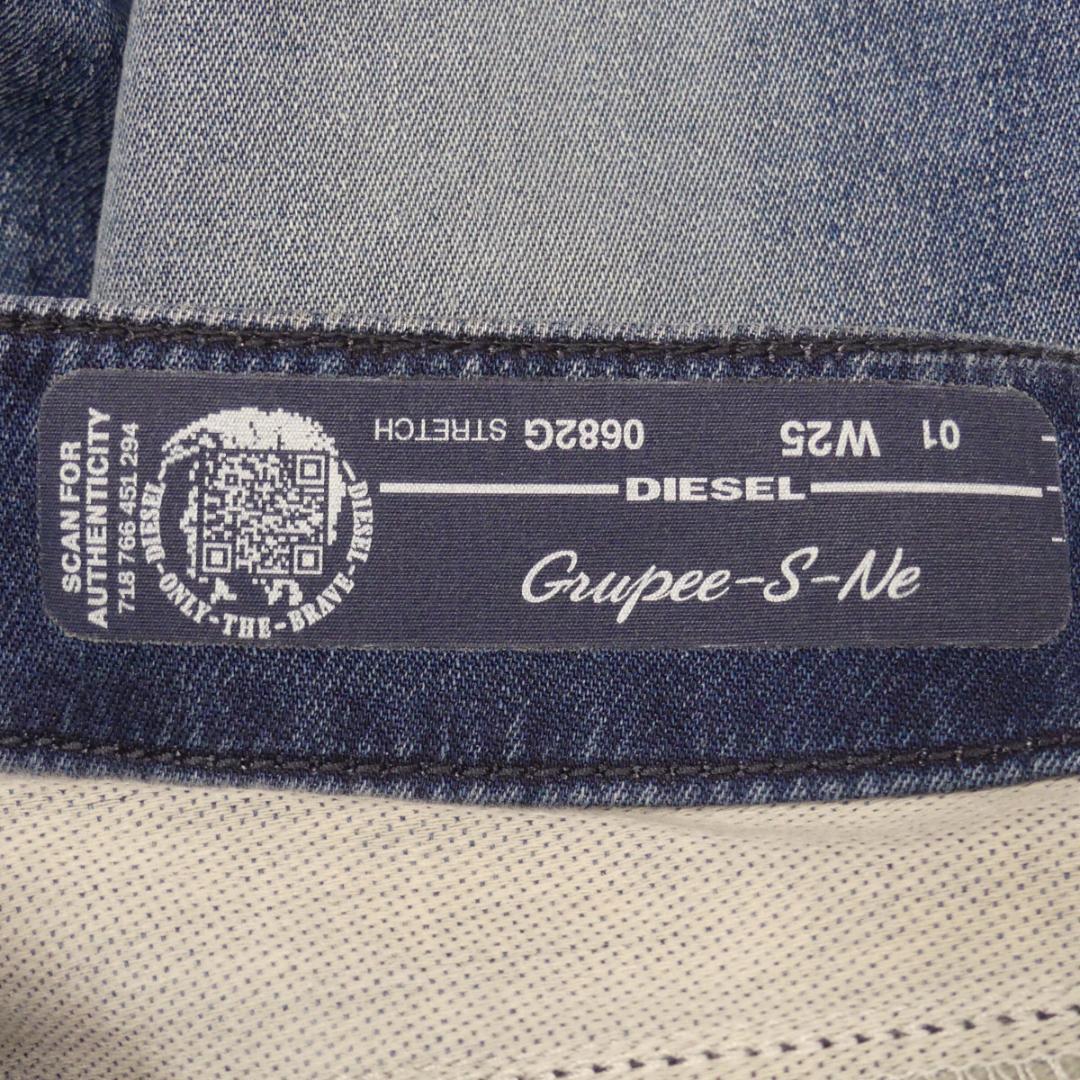 SCAN FOR
AUTHENTICITY
718 766 451 294
DIESEL-ONLY-THE-BRAVE-DIESEL
01 W25 0682G STRETCH
DIESEL
Grupee-S-Ne